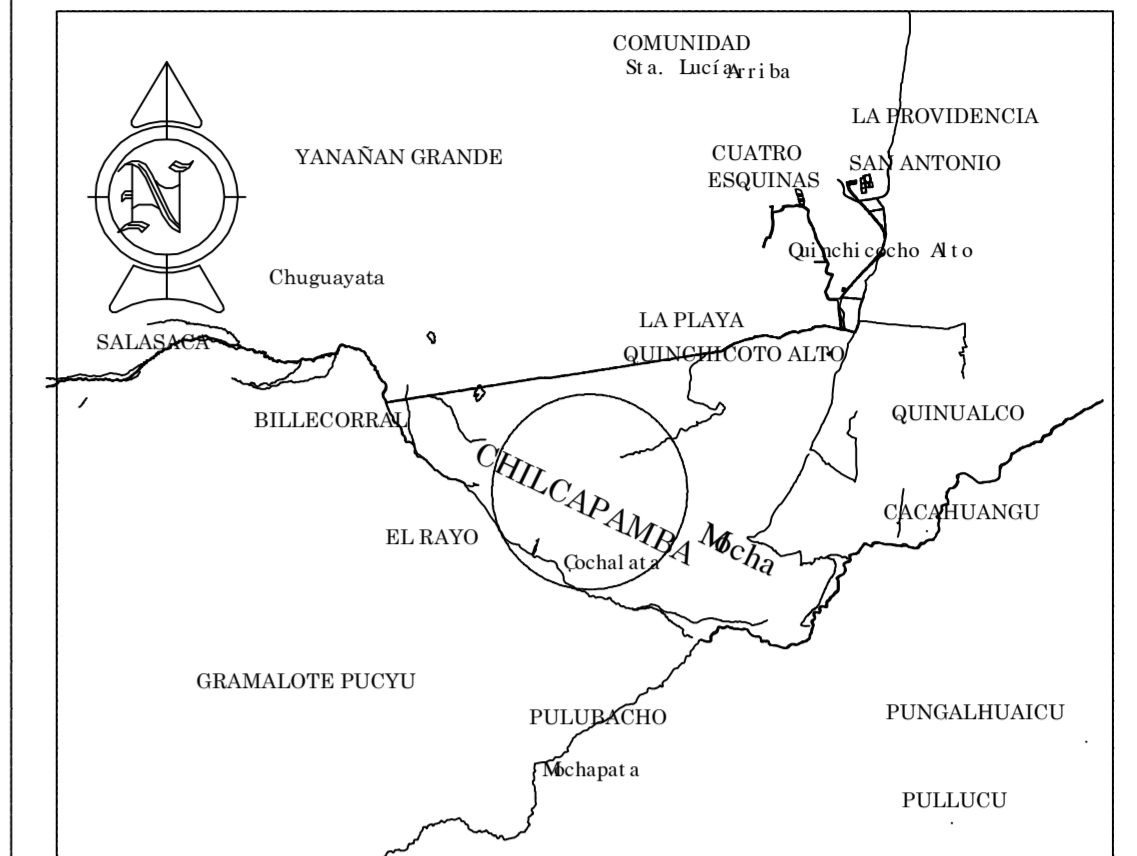 COMUNIDAD
Sta. Lucía Arriba
LA PROVIDENCIA
YANAÑAN GRANDE
CUATRO
ESQUINAS
SAN ANTONIO
N
Quinchicocho Alto
Chuguayata
LA PLAYA
SALASACA
QUINCHICOTO ALTO
BILLECORRAL
QUINUALCO
CHILCAPAMBA
CACAHUANGU
EL RAYO
Mocha
Cochalata
GRAMALOTE PUCYU
PULUBACHO
PUNGALHUAICU
Mochapata
PULLUCU